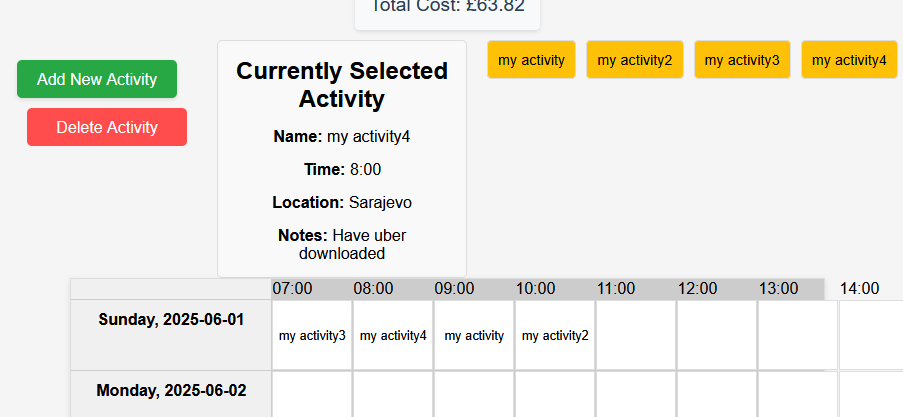 Total Cost: £63.82
Add New Activity
Delete Activity
Currently Selected
Activity
Name: my activity4
Time: 8:00
Location: Sarajevo
Notes: Have uber
downloaded
my activity my activity2 my activity3 my activity4
07:00 08:00 09:00 10:00 11:00 12:00 13:00 14:00
Sunday, 2025-06-01
my activity3 my activity4 my activity my activity2
Monday, 2025-06-02